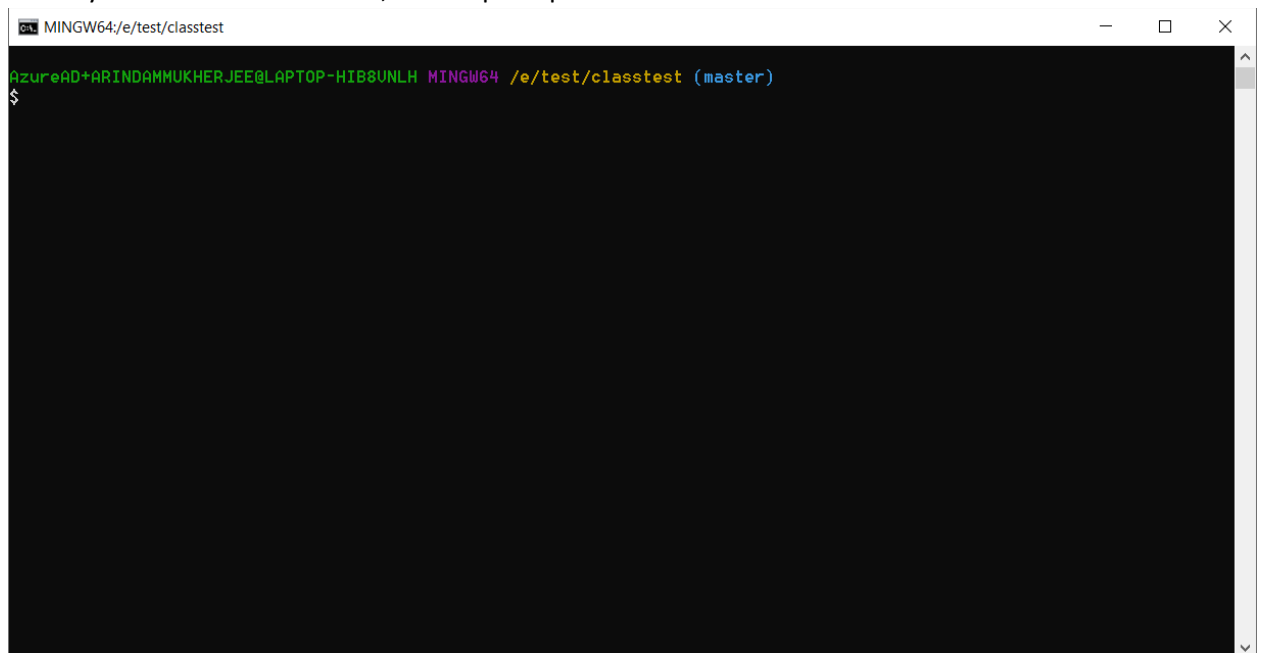 MINGW64:/e/test/classtest
AzureAD+ARINDAMMUKHERJEE@LAPTOP-HIB8UNLH MINGW64 /e/test/classtest (master)
$